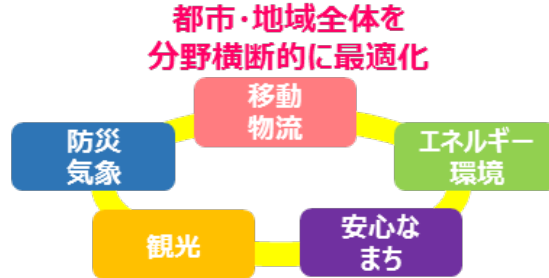 都市・地域全体を
分野横断的に最適化
移動
物流
防災
気象
エネルギー
環境
観光
安心な
まち